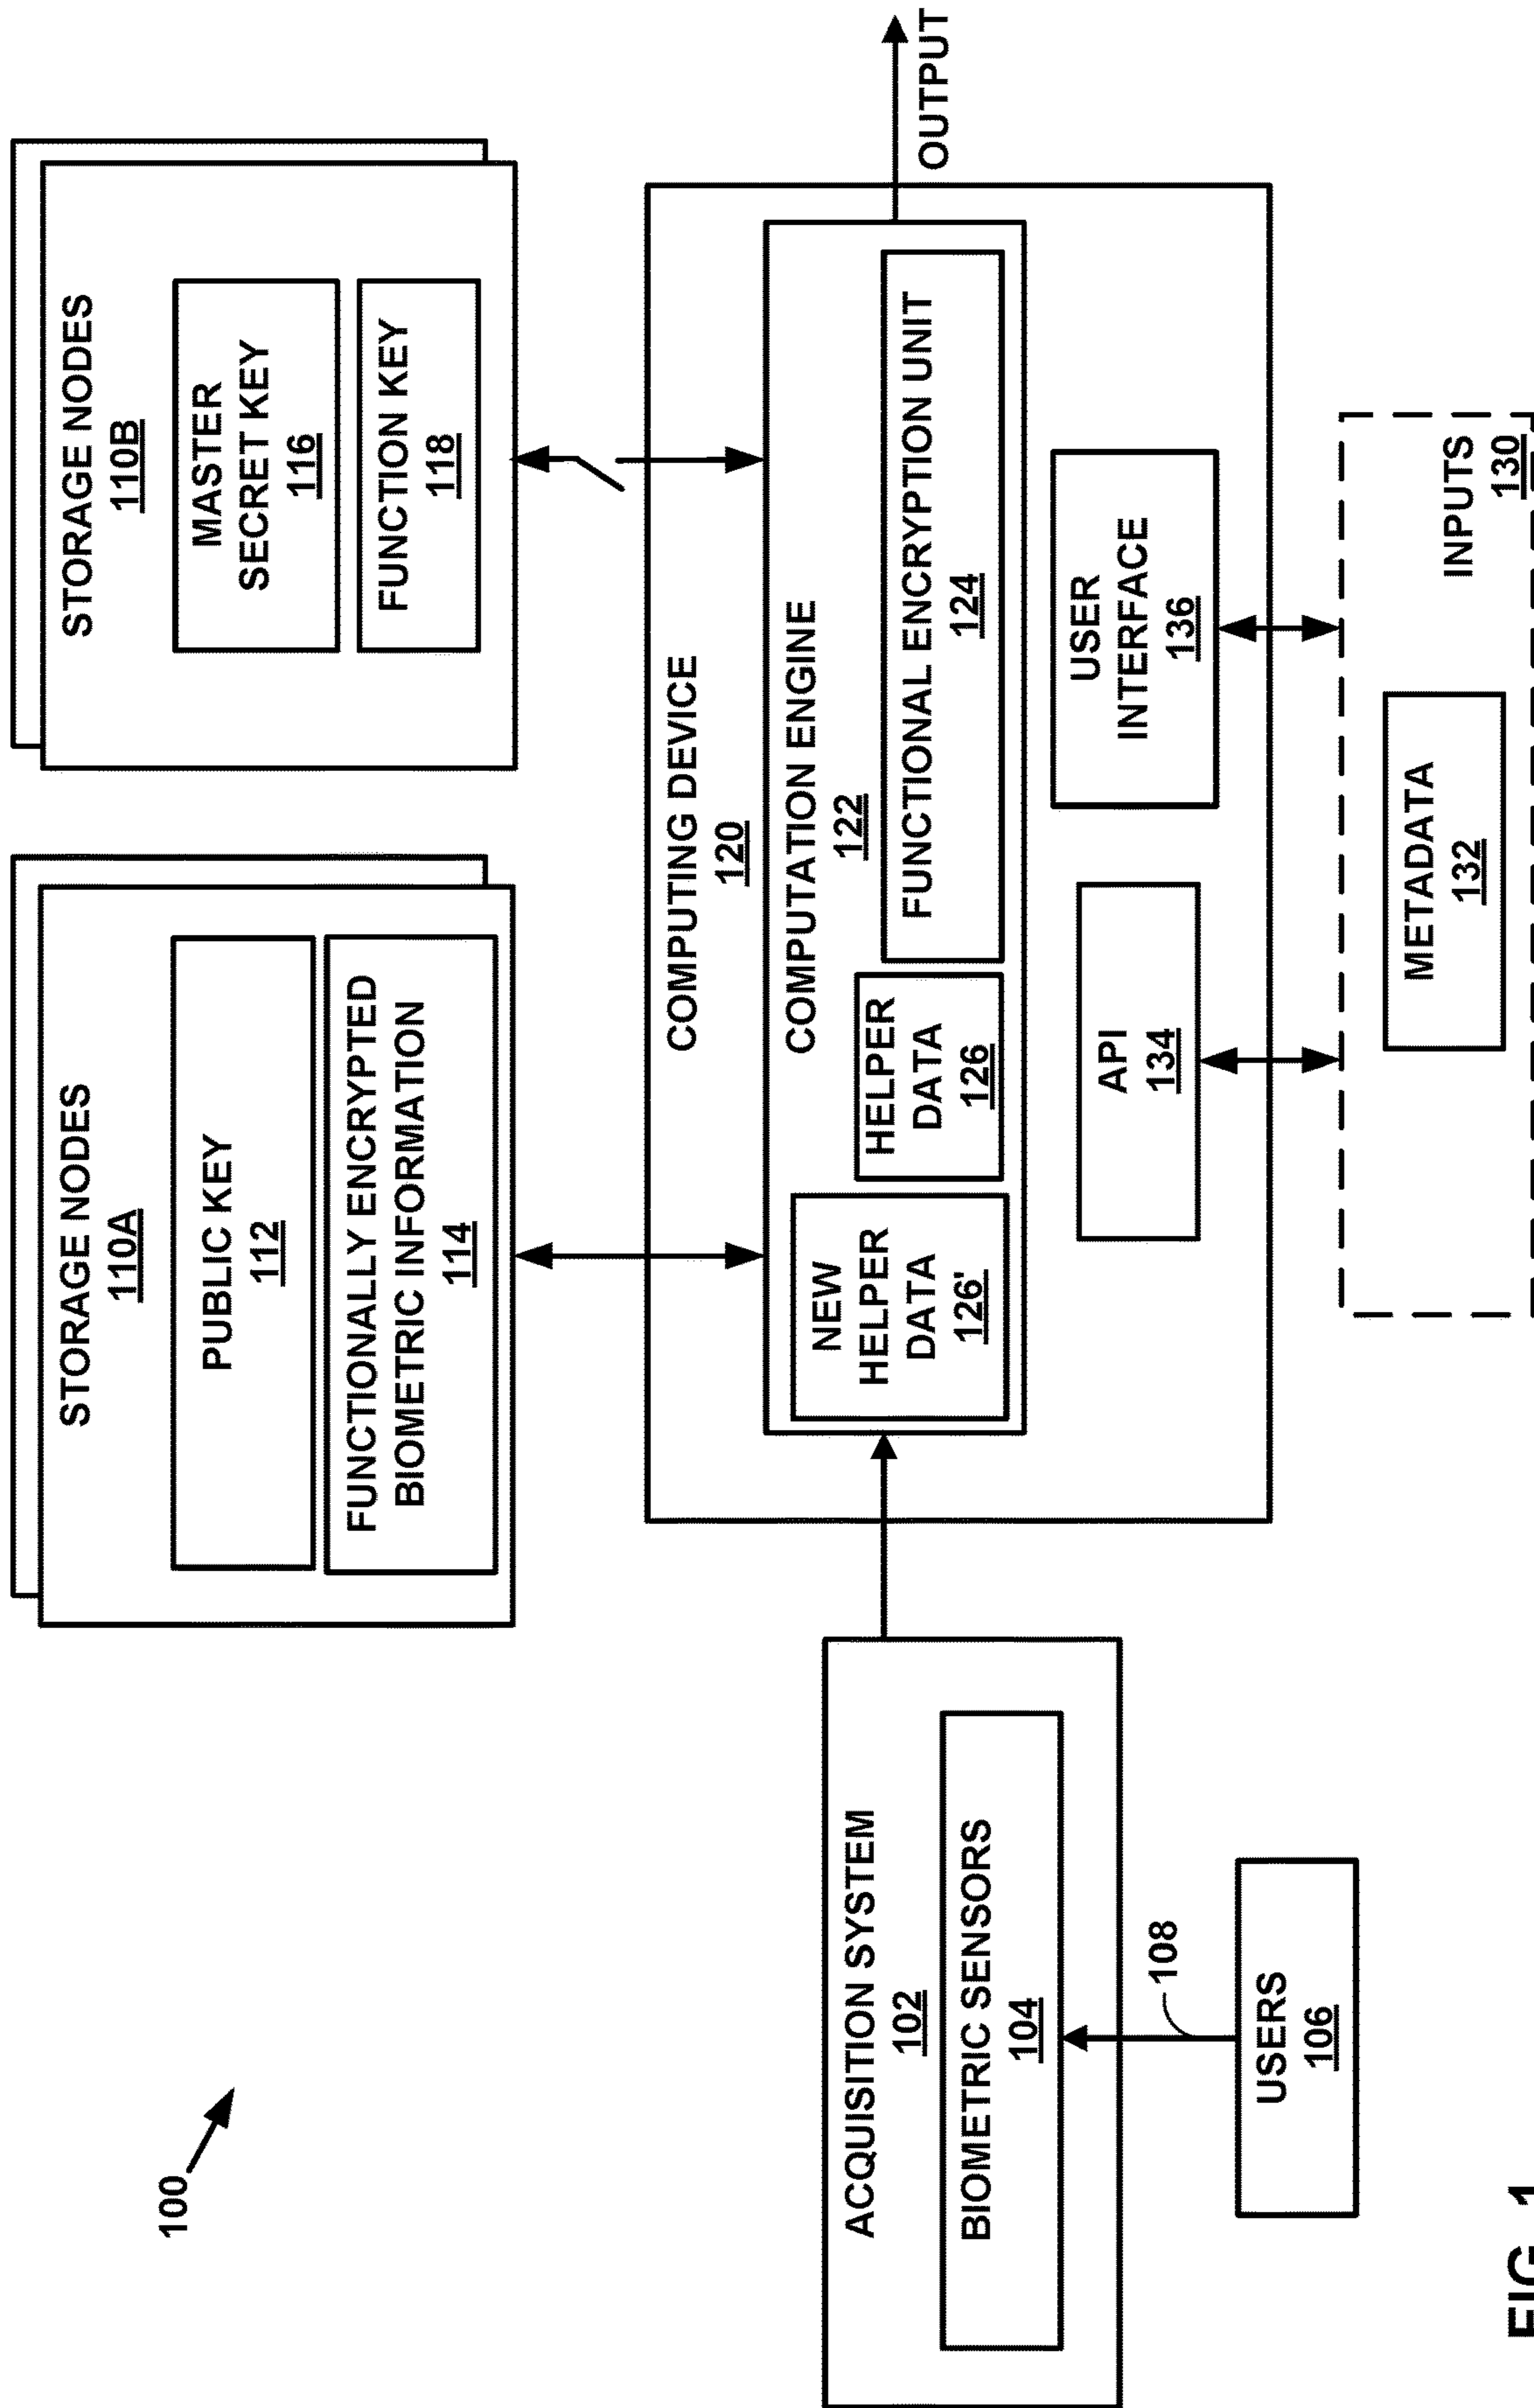 100
STORAGE NODES
110A
PUBLIC KEY
112
FUNCTIONALLY ENCRYPTED
BIOMETRIC INFORMATION
114
STORAGE NODES
110B
MASTER
SECRET KEY
116
FUNCTION KEY
118
ACQUISITION SYSTEM
102
BIOMETRIC SENSORS
104
108
USERS
106
COMPUTING DEVICE
120
COMPUTATION ENGINE
122
NEW
HELPER
DATA
126'
HELPER
DATA
126
FUNCTIONAL ENCRYPTION UNIT
124
OUTPUT
API
134
USER
INTERFACE
136
INPUTS
130
METADATA
132
FIG. 1